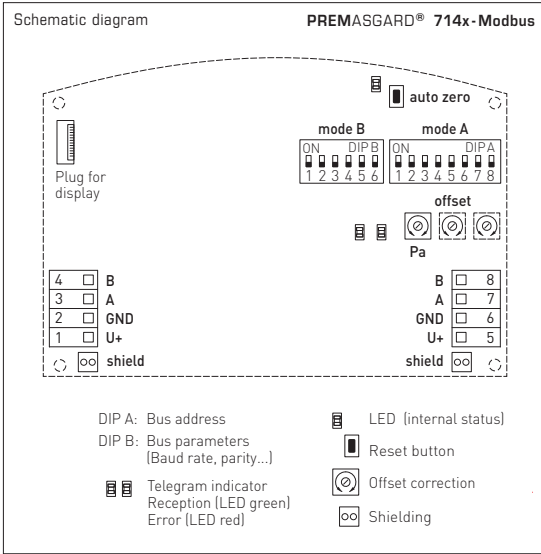 Schematic diagram
PREMASGARD® 714x-Modbus
auto zero
mode B
mode A
ON DIP B
ON DIP A
1 2 3 4 5 6
1 2 3 4 5 6 7 8
Plug for
display
offset
Pa
4 B
3 A
2 GND
1 U+
shield
B 8
A 7
GND 6
U+ 5
shield
DIP A: Bus address
DIP B: Bus parameters
(Baud rate, parity...)
Telegram indicator
Reception (LED green)
Error (LED red)
LED (internal status)
Reset button
Offset correction
Shielding